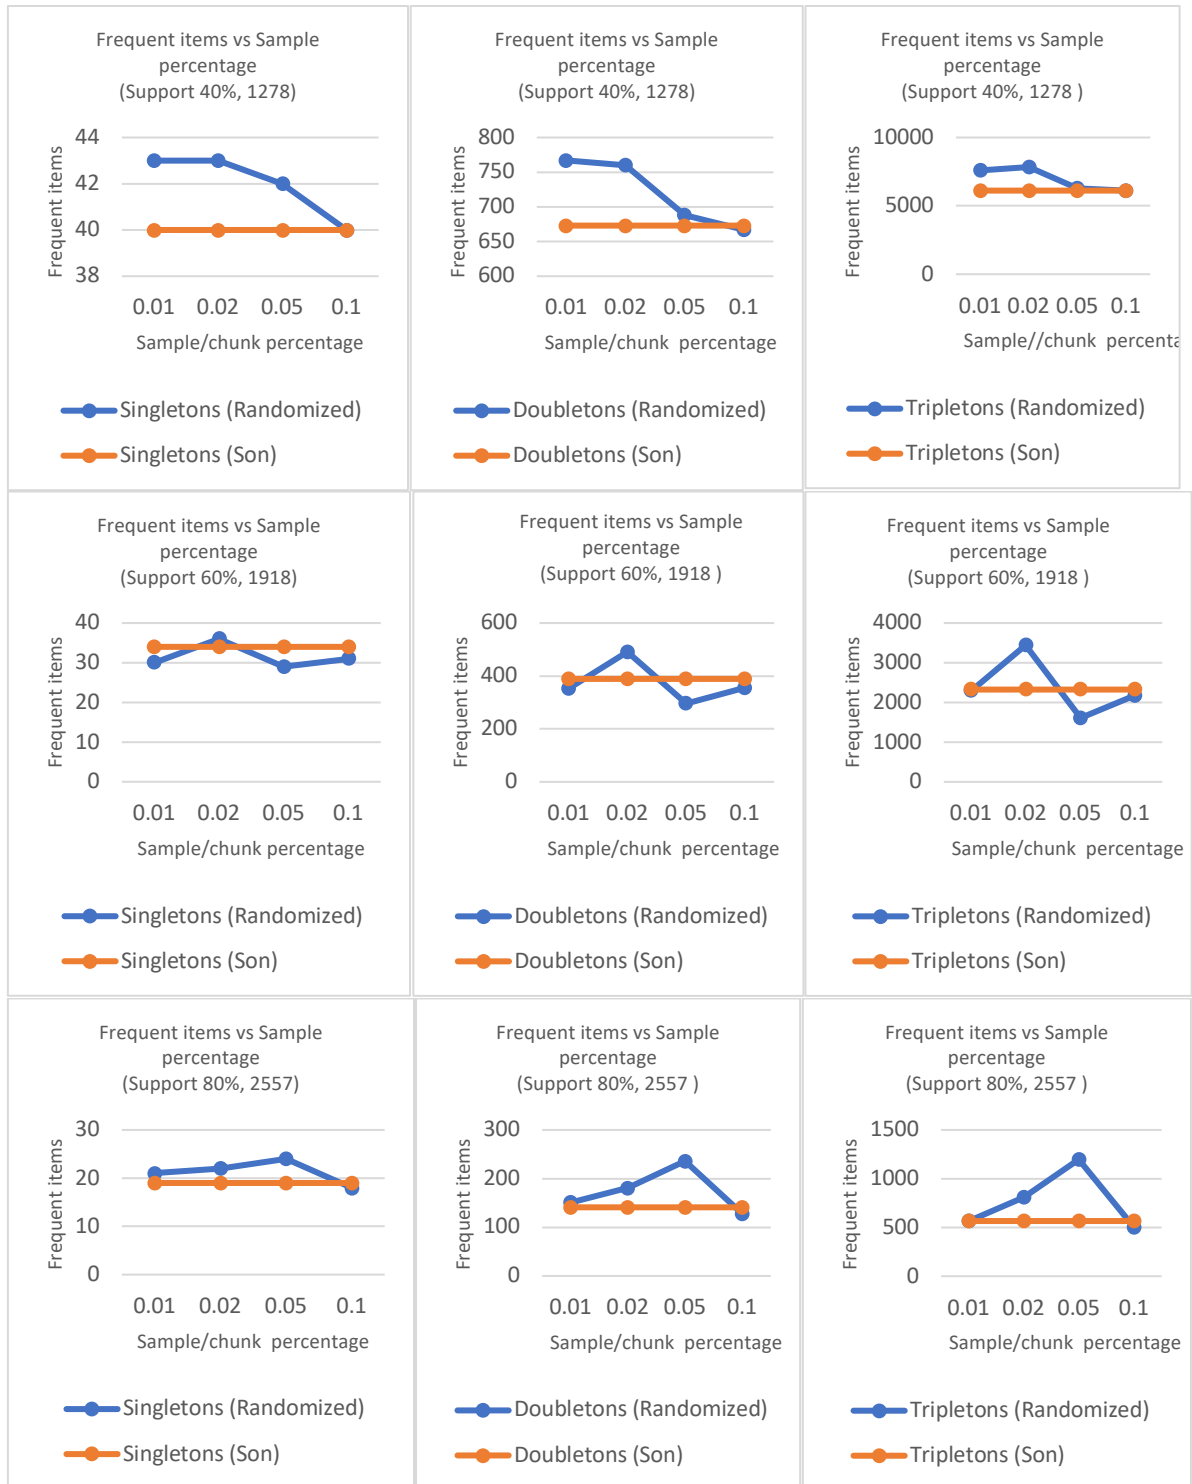 Frequent items vs Sample
percentage
(Support 40%, 1278)
Frequent items
44
42
40
38
0.01 0.02 0.05 0.1
Sample/chunk percentage
Singletons (Randomized)
Singletons (Son)
Frequent items vs Sample
percentage
(Support 40%, 1278)
Frequent items
800
750
700
650
600
0.01 0.02 0.05 0.1
Sample/chunk percentage
Doubletons (Randomized)
Doubletons (Son)
Frequent items vs Sample
percentage
(Support 40%, 1278 )
Frequent items
10000
5000
0
0.01 0.02 0.05 0.1
Sample//chunk percenta
Tripletons (Randomized)
Tripletons (Son)
Frequent items vs Sample
percentage
(Support 60%, 1918)
Frequent items
40
30
20
10
0
0.01 0.02 0.05 0.1
Sample/chunk percentage
Singletons (Randomized)
Singletons (Son)
Frequent items vs Sample
percentage
(Support 60%, 1918 )
Frequent items
600
400
200
0
0.01 0.02 0.05 0.1
Sample/chunk percentage
Doubletons (Randomized)
Doubletons (Son)
Frequent items vs Sample
percentage
(Support 60%, 1918 )
Frequent items
4000
3000
2000
1000
0
0.01 0.02 0.05 0.1
Sample/chunk percentage
Tripletons (Randomized)
Tripletons (Son)
Frequent items vs Sample
percentage
(Support 80%, 2557)
Frequent items
30
20
10
0
0.01 0.02 0.05 0.1
Sample/chunk percentage
Singletons (Randomized)
Singletons (Son)
Frequent items vs Sample
percentage
(Support 80%, 2557 )
Frequent items
300
200
100
0
0.01 0.02 0.05 0.1
Sample/chunk percentage
Doubletons (Randomized)
Doubletons (Son)
Frequent items vs Sample
percentage
(Support 80%, 2557 )
Frequent items
1500
1000
500
0
0.01 0.02 0.05 0.1
Sample/chunk percentage
Tripletons (Randomized)
Tripletons (Son)